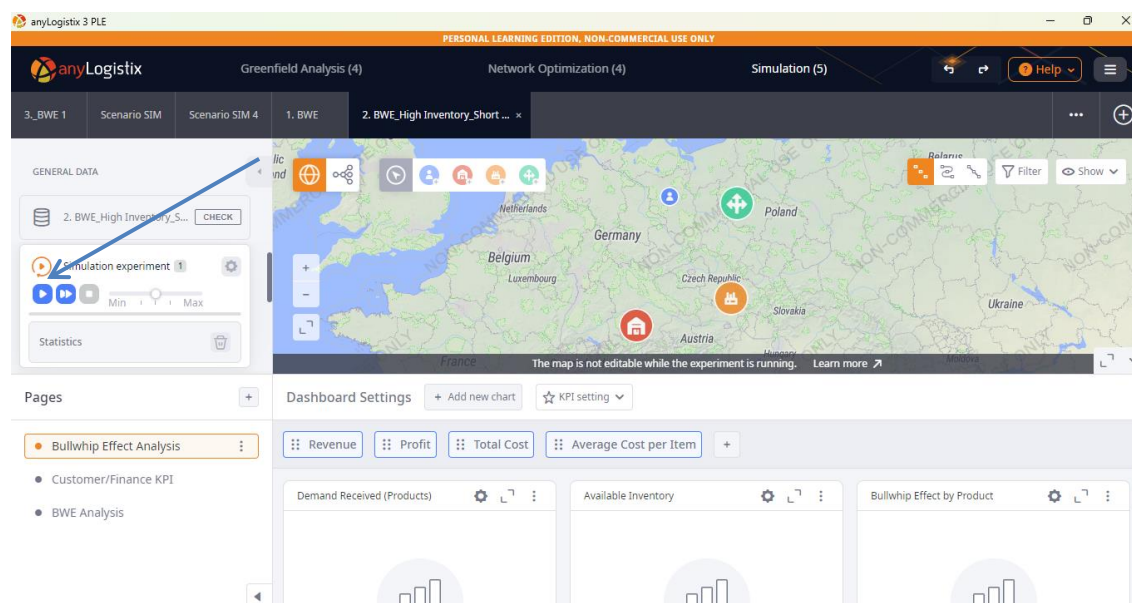 anyLogistix 3 PLE
PERSONAL LEARNING EDITION, NON-COMMERCIAL USE ONLY
anyLogistix
Greenfield Analysis (4)
Network Optimization (4)
Simulation (5)
Help
3._BWE 1
Scenario SIM
Scenario SIM 4
1. BWE
2. BWE_High Inventory_Short ... ×
GENERAL DATA
2. BWE_High Inventory_S...
CHECK
Simulation experiment 1
Min
Max
Statistics
Filter
Show
Belarus
Netherlands
Poland
Germany
Belgium
Luxembourg
Czech Republic
Slovakia
Ukraine
Austria
Hungary
France
Moldova
The map is not editable while the experiment is running. Learn more
Pages
Dashboard Settings
+ Add new chart
KPI setting
Bullwhip Effect Analysis
Customer/Finance KPI
BWE Analysis
Revenue
Profit
Total Cost
Average Cost per Item
+
Demand Received (Products)
Available Inventory
Bullwhip Effect by Product